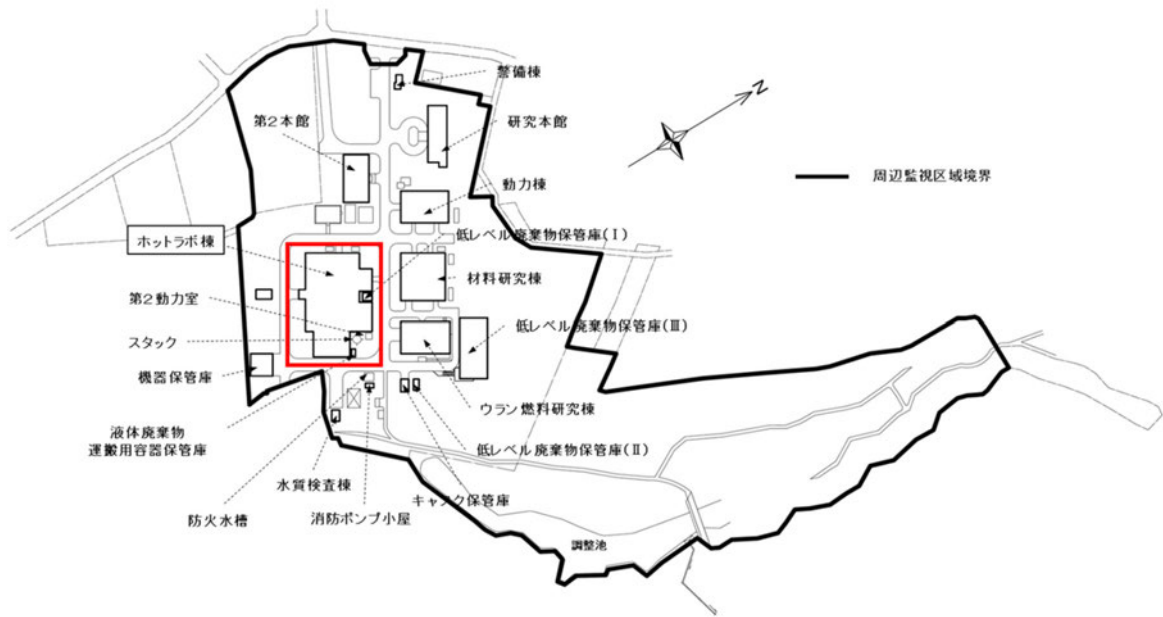 警備棟
第2本館
研究本館
N
動力棟
周辺監視区域境界
ホットラボ棟
低レベル廃棄物保管庫(Ⅰ)
材料研究棟
第2動力室
低レベル廃棄物保管庫(Ⅲ)
スタック
機器保管庫
ウラン燃料研究棟
液体廃棄物
運搬用容器保管庫
低レベル廃棄物保管庫(Ⅱ)
水質検査棟
キャスク保管庫
防火水槽
消防ポンプ小屋
調整池